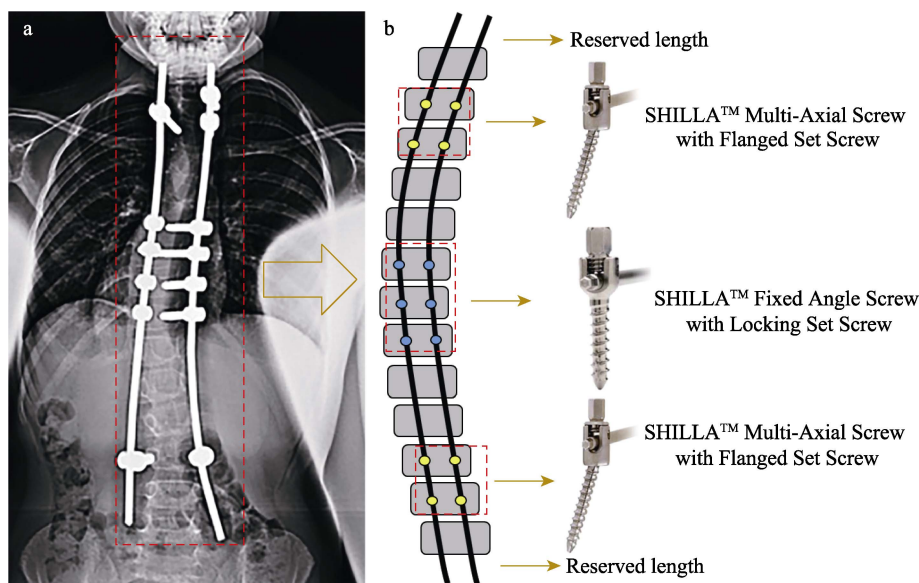 a
b
Reserved length
SHILLA™ Multi-Axial Screw
with Flanged Set Screw
SHILLA™ Fixed Angle Screw
with Locking Set Screw
SHILLA™ Multi-Axial Screw
with Flanged Set Screw
Reserved length